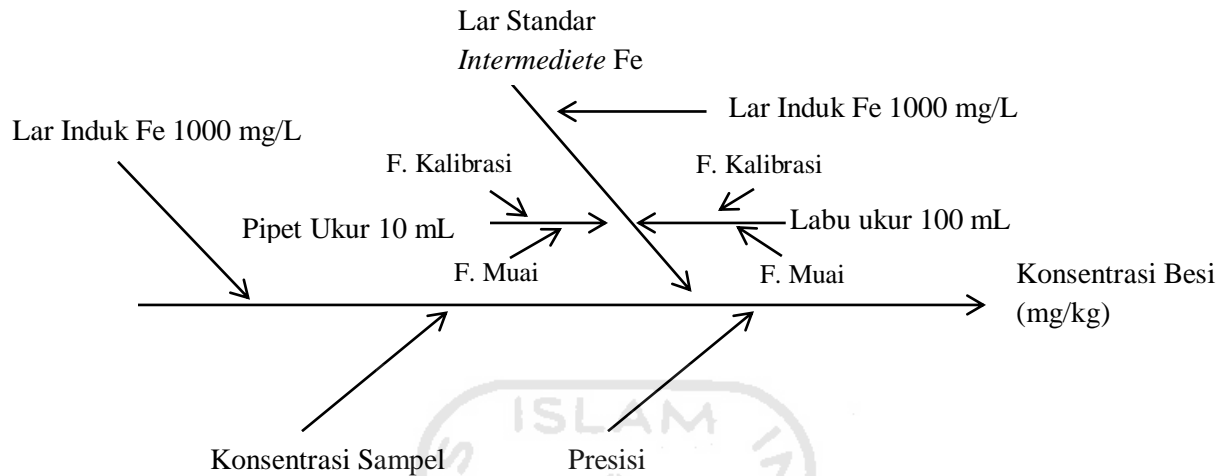 Lar Standar
Intermediete Fe
Lar Induk Fe 1000 mg/L
Lar Induk Fe 1000 mg/L
F. Kalibrasi
F. Kalibrasi
Pipet Ukur 10 mL
Labu ukur 100 mL
F. Muai
F. Muai
Konsentrasi Besi
(mg/kg)
ISLAM
Konsentrasi Sampel
Presisi